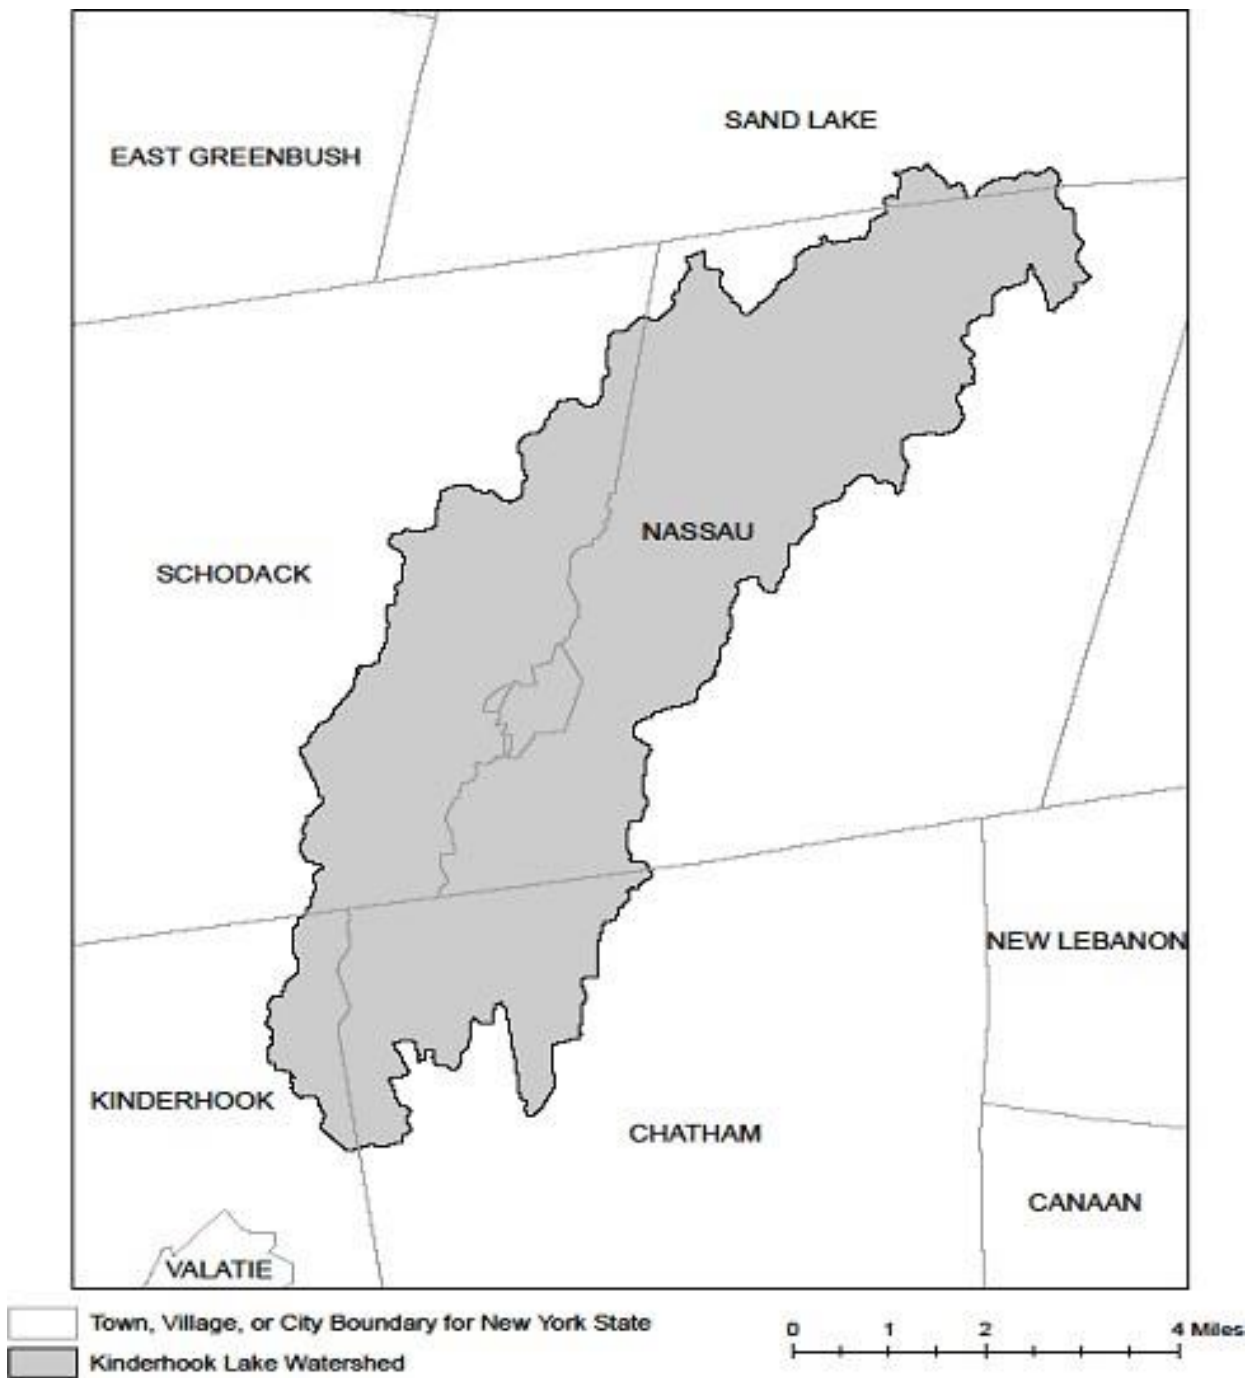 SAND LAKE
EAST GREENBUSH
NASSAU
SCHODACK
NEW LEBANON
KINDERHOOK
CHATHAM
CANAAN
VALATIE
Town, Village, or City Boundary for New York State
0 1 2 4 Miles
Kinderhook Lake Watershed